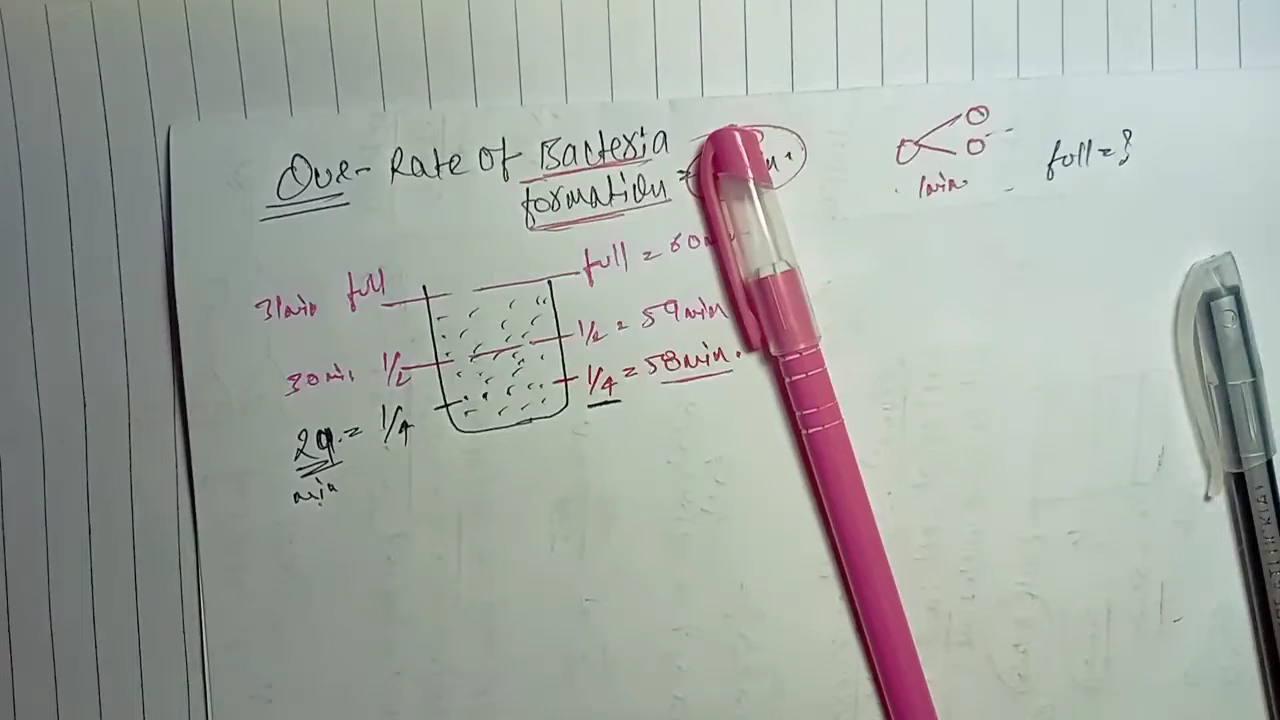 Que- Rate of Bacteria
formation =
1min.
full = ?
31min full
full = 60
30min 1/2
1/2 = 59min
1/4 = 58min.
29. = 1/4
min